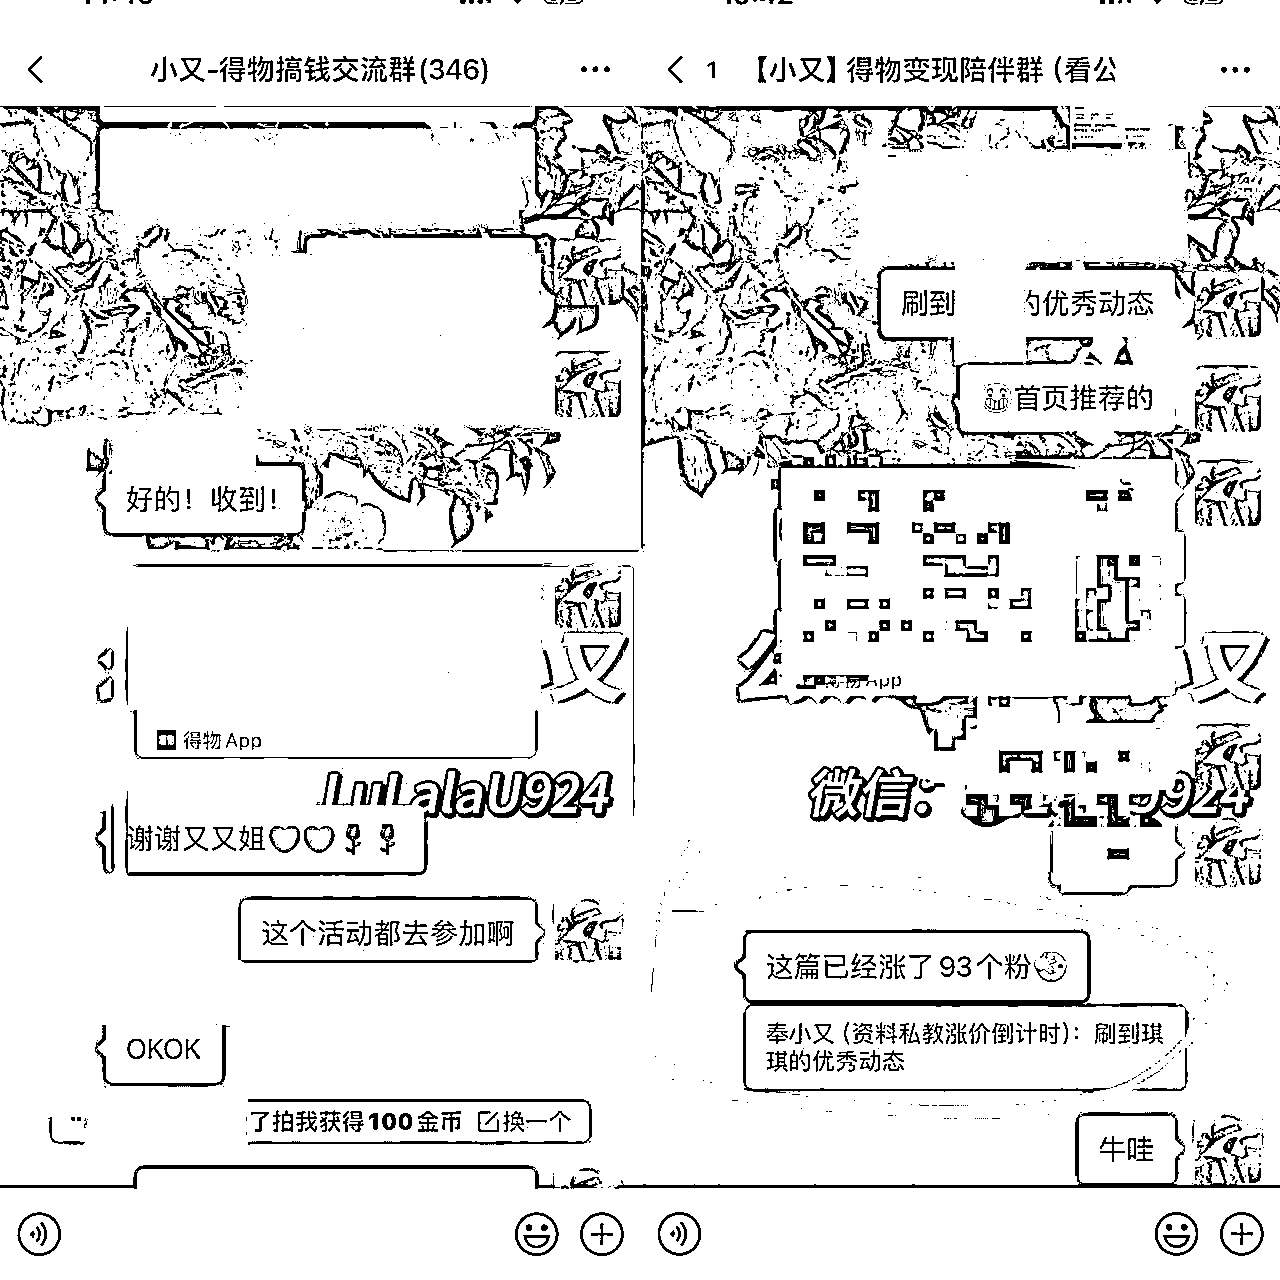 小又-得物搞钱交流群(346)
好的！收到！
得物App
又
LuLalaU924
谢谢又又姐
这个活动都去参加啊
OKOK
了拍我获得100金币 换一个
1 【小又】得物变现陪伴群（看公
刷到 的优秀动态
首页推荐的
App
又
微信: 924
这篇已经涨了93个粉
奉小又（资料私教涨价倒计时）：刷到琪
琪的优秀动态
牛哇